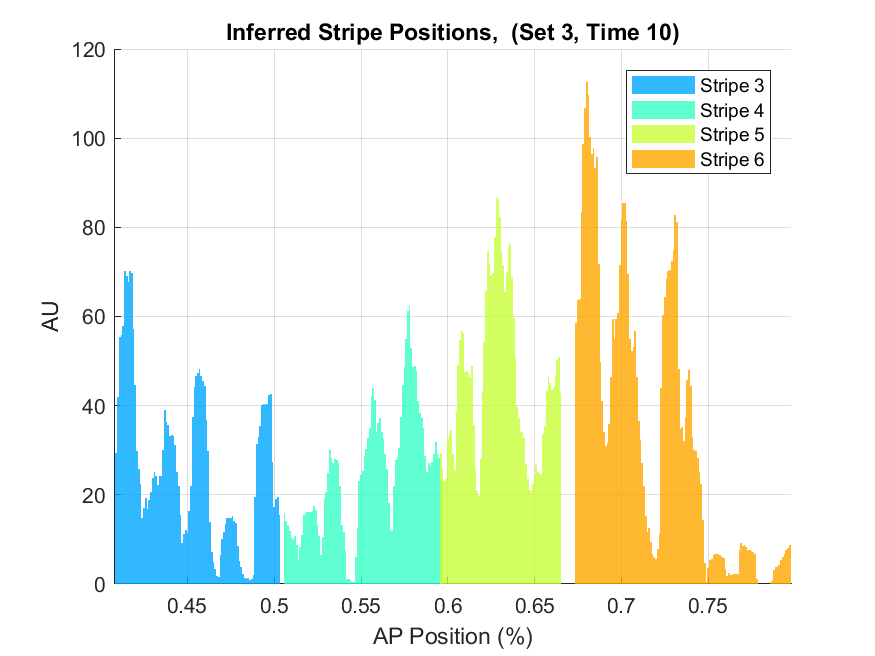 Inferred Stripe Positions,  (Set 3, Time 10)
120
100
80
60
40
20
0
AU
Stripe 3
Stripe 4
Stripe 5
Stripe 6
0.45 0.5 0.55 0.6 0.65 0.7 0.75
AP Position (%)